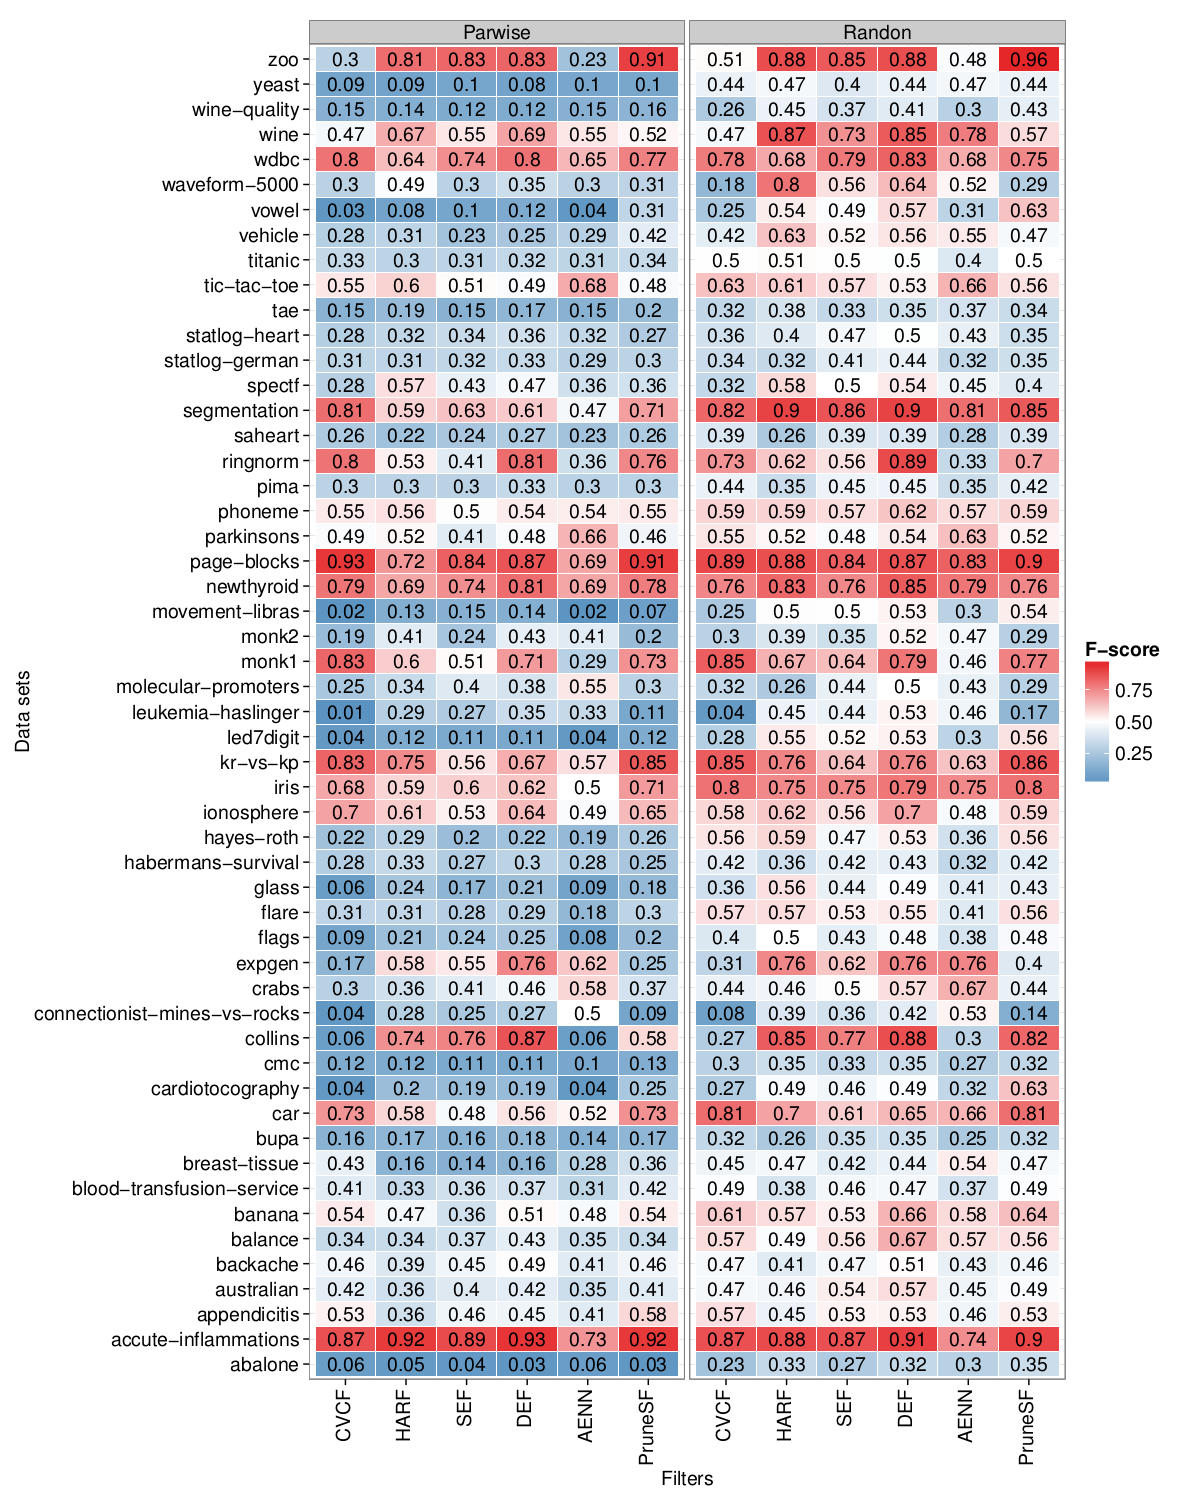 Parwise Randon
zoo 0.3 0.81 0.83 0.83 0.23 0.91 0.51 0.88 0.85 0.88 0.48 0.96
yeast 0.09 0.09 0.1 0.08 0.1 0.1 0.44 0.47 0.4 0.44 0.47 0.44
wine−quality 0.15 0.14 0.12 0.12 0.15 0.16 0.26 0.45 0.37 0.41 0.3 0.43
wine 0.47 0.67 0.55 0.69 0.55 0.52 0.47 0.87 0.73 0.85 0.78 0.57
wdbc 0.8 0.64 0.74 0.8 0.65 0.77 0.78 0.68 0.79 0.83 0.68 0.75
waveform−5000 0.3 0.49 0.3 0.35 0.3 0.31 0.18 0.8 0.56 0.64 0.52 0.29
vowel 0.03 0.08 0.1 0.12 0.04 0.31 0.25 0.54 0.49 0.57 0.31 0.63
vehicle 0.28 0.31 0.23 0.25 0.29 0.42 0.42 0.63 0.52 0.56 0.55 0.47
titanic 0.33 0.3 0.31 0.32 0.31 0.34 0.5 0.51 0.5 0.5 0.4 0.5
tic−tac−toe 0.55 0.6 0.51 0.49 0.68 0.48 0.63 0.61 0.57 0.53 0.66 0.56
tae 0.15 0.19 0.15 0.17 0.15 0.2 0.32 0.38 0.33 0.35 0.37 0.34
statlog−heart 0.28 0.32 0.34 0.36 0.32 0.27 0.36 0.4 0.47 0.5 0.43 0.35
statlog−german 0.31 0.31 0.32 0.33 0.29 0.3 0.34 0.32 0.41 0.44 0.32 0.35
spectf 0.28 0.57 0.43 0.47 0.36 0.36 0.32 0.58 0.5 0.54 0.45 0.4
segmentation 0.81 0.59 0.63 0.61 0.47 0.71 0.82 0.9 0.86 0.9 0.81 0.85
saheart 0.26 0.22 0.24 0.27 0.23 0.26 0.39 0.26 0.39 0.39 0.28 0.39
ringnorm 0.8 0.53 0.41 0.81 0.36 0.76 0.73 0.62 0.56 0.89 0.33 0.7
pima 0.3 0.3 0.3 0.33 0.3 0.3 0.44 0.35 0.45 0.45 0.35 0.42
phoneme 0.55 0.56 0.5 0.54 0.54 0.55 0.59 0.59 0.57 0.62 0.57 0.59
parkinsons 0.49 0.52 0.41 0.48 0.66 0.46 0.55 0.52 0.48 0.54 0.63 0.52
page−blocks 0.93 0.72 0.84 0.87 0.69 0.91 0.89 0.88 0.84 0.87 0.83 0.9
newthyroid 0.79 0.69 0.74 0.81 0.69 0.78 0.76 0.83 0.76 0.85 0.79 0.76
movement−libras 0.02 0.13 0.15 0.14 0.02 0.07 0.25 0.5 0.5 0.53 0.3 0.54
monk2 0.19 0.41 0.24 0.43 0.41 0.2 0.3 0.39 0.35 0.52 0.47 0.29
monk1 0.83 0.6 0.51 0.71 0.29 0.73 0.85 0.67 0.64 0.79 0.46 0.77
molecular−promoters 0.25 0.34 0.4 0.38 0.55 0.3 0.32 0.26 0.44 0.5 0.43 0.29
leukemia−haslinger 0.01 0.29 0.27 0.35 0.33 0.11 0.04 0.45 0.44 0.53 0.46 0.17
led7digit 0.04 0.12 0.11 0.11 0.04 0.12 0.28 0.55 0.52 0.53 0.3 0.56
kr−vs−kp 0.83 0.75 0.56 0.67 0.57 0.85 0.85 0.76 0.64 0.76 0.63 0.86
iris 0.68 0.59 0.6 0.62 0.5 0.71 0.8 0.75 0.75 0.79 0.75 0.8
ionosphere 0.7 0.61 0.53 0.64 0.49 0.65 0.58 0.62 0.56 0.7 0.48 0.59
hayes−roth 0.22 0.29 0.2 0.22 0.19 0.26 0.56 0.59 0.47 0.53 0.36 0.56
habermans−survival 0.28 0.33 0.27 0.3 0.28 0.25 0.42 0.36 0.42 0.43 0.32 0.42
glass 0.06 0.24 0.17 0.21 0.09 0.18 0.36 0.56 0.44 0.49 0.41 0.43
flare 0.31 0.31 0.28 0.29 0.18 0.3 0.57 0.57 0.53 0.55 0.41 0.56
flags 0.09 0.21 0.24 0.25 0.08 0.2 0.4 0.5 0.43 0.48 0.38 0.48
expgen 0.17 0.58 0.55 0.76 0.62 0.25 0.31 0.76 0.62 0.76 0.76 0.4
crabs 0.3 0.36 0.41 0.46 0.58 0.37 0.44 0.46 0.5 0.57 0.67 0.44
connectionist−mines−vs−rocks 0.04 0.28 0.25 0.27 0.5 0.09 0.08 0.39 0.36 0.42 0.53 0.14
collins 0.06 0.74 0.76 0.87 0.06 0.58 0.27 0.85 0.77 0.88 0.3 0.82
cmc 0.12 0.12 0.11 0.11 0.1 0.13 0.3 0.35 0.33 0.35 0.27 0.32
cardiotocography 0.04 0.2 0.19 0.19 0.04 0.25 0.27 0.49 0.46 0.49 0.32 0.63
car 0.73 0.58 0.48 0.56 0.52 0.73 0.81 0.7 0.61 0.65 0.66 0.81
bupa 0.16 0.17 0.16 0.18 0.14 0.17 0.32 0.26 0.35 0.35 0.25 0.32
breast−tissue 0.43 0.16 0.14 0.16 0.28 0.36 0.45 0.47 0.42 0.44 0.54 0.47
blood−transfusion−service 0.41 0.33 0.36 0.37 0.31 0.42 0.49 0.38 0.46 0.47 0.37 0.49
banana 0.54 0.47 0.36 0.51 0.48 0.54 0.61 0.57 0.53 0.66 0.58 0.64
balance 0.34 0.34 0.37 0.43 0.35 0.34 0.57 0.49 0.56 0.67 0.57 0.56
backache 0.46 0.39 0.45 0.49 0.41 0.46 0.47 0.41 0.47 0.51 0.43 0.46
australian 0.42 0.36 0.4 0.42 0.35 0.41 0.47 0.46 0.54 0.57 0.45 0.49
appendicitis 0.53 0.36 0.46 0.45 0.41 0.58 0.57 0.45 0.53 0.53 0.46 0.53
accute−inflammations 0.87 0.92 0.89 0.93 0.73 0.92 0.87 0.88 0.87 0.91 0.74 0.9
abalone 0.06 0.05 0.04 0.03 0.06 0.03 0.23 0.33 0.27 0.32 0.3 0.35
CVCF HARF SEF DEF AENN PruneSF CVCF HARF SEF DEF AENN PruneSF
Filters
Data sets
F−score
0.75
0.50
0.25